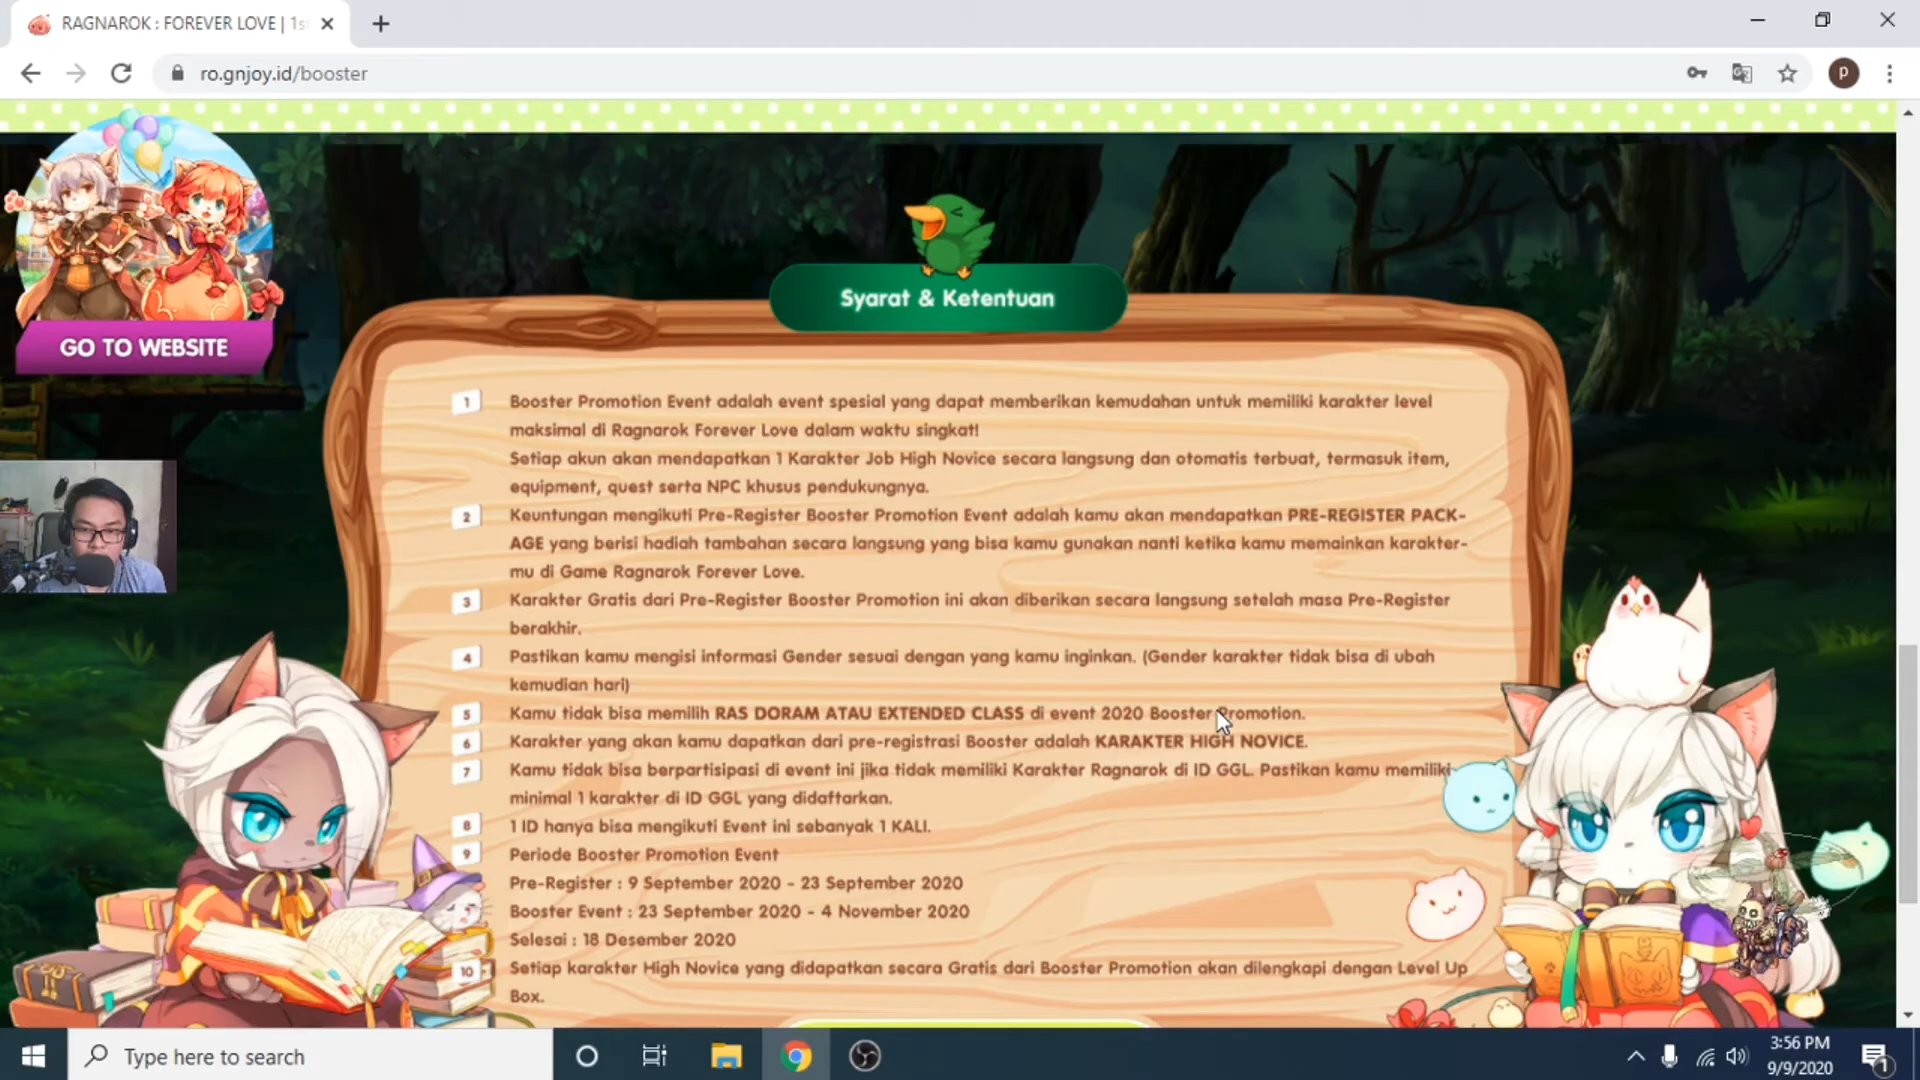 RAGNAROK : FOREVER LOVE | 1s
ro.gnjoy.id/booster
P
GO TO WEBSITE
Syarat & Ketentuan
1 Booster Promotion Event adalah event spesial yang dapat memberikan kemudahan untuk memiliki karakter level
maksimal di Ragnarok Forever Love dalam waktu singkat!
Setiap akun akan mendapatkan 1 Karakter Job High Novice secara langsung dan otomatis terbuat, termasuk item,
equipment, quest serta NPC khusus pendukungnya.
2 Keuntungan mengikuti Pre-Register Booster Promotion Event adalah kamu akan mendapatkan PRE-REGISTER PACK-
AGE yang berisi hadiah tambahan secara langsung yang bisa kamu gunakan nanti ketika kamu memainkan karakter-
mu di Game Ragnarok Forever Love.
3 Karakter Gratis dari Pre-Register Booster Promotion ini akan diberikan secara langsung setelah masa Pre-Register
berakhir.
4 Pastikan kamu mengisi informasi Gender sesuai dengan yang kamu inginkan. (Gender karakter tidak bisa di ubah
kemudian hari)
5 Kamu tidak bisa memilih RAS DORAM ATAU EXTENDED CLASS di event 2020 Booster Promotion.
6 Karakter yang akan kamu dapatkan dari pre-registrasi Booster adalah KARAKTER HIGH NOVICE.
7 Kamu tidak bisa berpartisipasi di event ini jika tidak memiliki Karakter Ragnarok di ID GGL. Pastikan kamu memiliki
minimal 1 karakter di ID GGL yang didaftarkan.
8 1 ID hanya bisa mengikuti Event ini sebanyak 1 KALI.
9 Periode Booster Promotion Event
Pre-Register : 9 September 2020 - 23 September 2020
Booster Event : 23 September 2020 - 4 November 2020
Selesai : 18 Desember 2020
10 Setiap karakter High Novice yang didapatkan secara Gratis dari Booster Promotion akan dilengkapi dengan Level Up
Box.
Type here to search
3:56 PM
9/9/2020
1